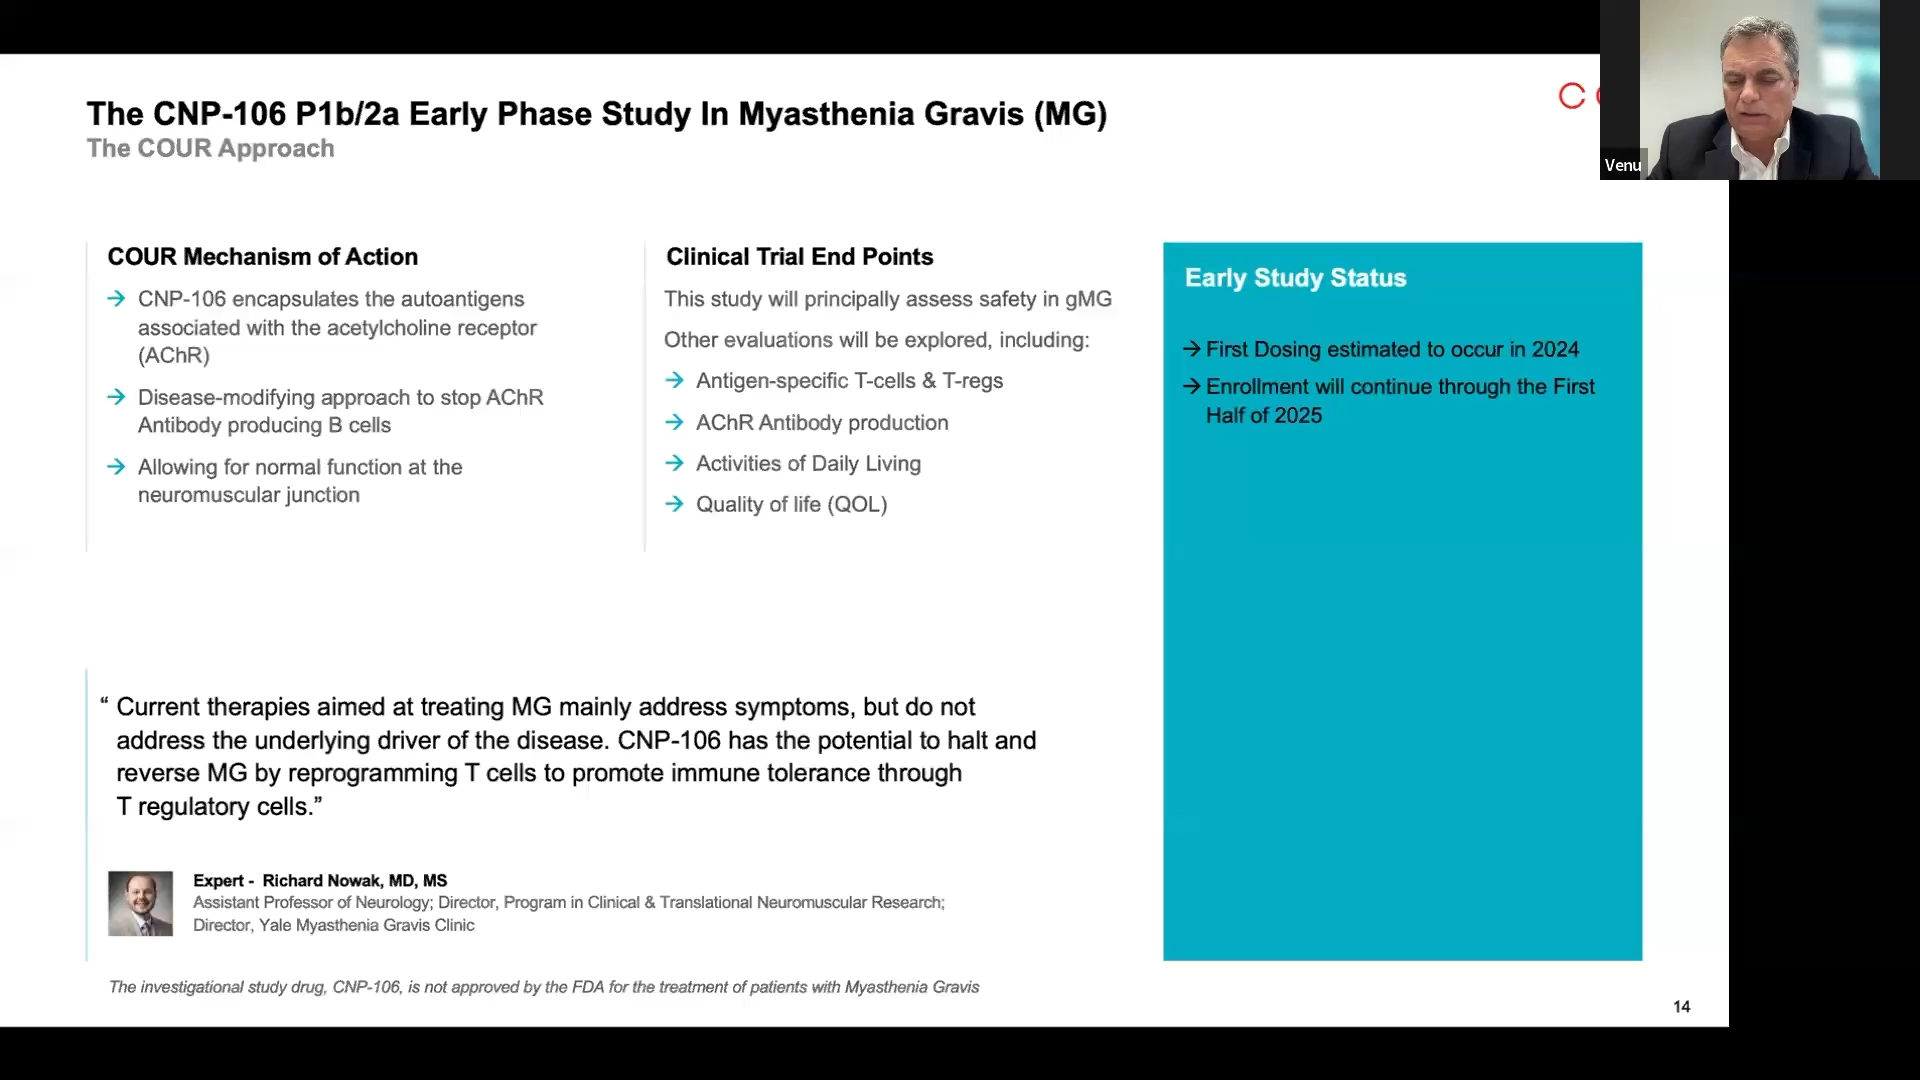 The CNP-106 P1b/2a Early Phase Study In Myasthenia Gravis (MG)
The COUR Approach
Venu
COUR Mechanism of Action
→ CNP-106 encapsulates the autoantigens
associated with the acetylcholine receptor
(AChR)
→ Disease-modifying approach to stop AChR
Antibody producing B cells
→ Allowing for normal function at the
neuromuscular junction
Clinical Trial End Points
This study will principally assess safety in gMG
Other evaluations will be explored, including:
→ Antigen-specific T-cells & T-regs
→ AChR Antibody production
→ Activities of Daily Living
→ Quality of life (QOL)
Early Study Status
→ First Dosing estimated to occur in 2024
→ Enrollment will continue through the First
Half of 2025
“ Current therapies aimed at treating MG mainly address symptoms, but do not
address the underlying driver of the disease. CNP-106 has the potential to halt and
reverse MG by reprogramming T cells to promote immune tolerance through
T regulatory cells.”
Expert - Richard Nowak, MD, MS
Assistant Professor of Neurology; Director, Program in Clinical & Translational Neuromuscular Research;
Director, Yale Myasthenia Gravis Clinic
The investigational study drug, CNP-106, is not approved by the FDA for the treatment of patients with Myasthenia Gravis
14